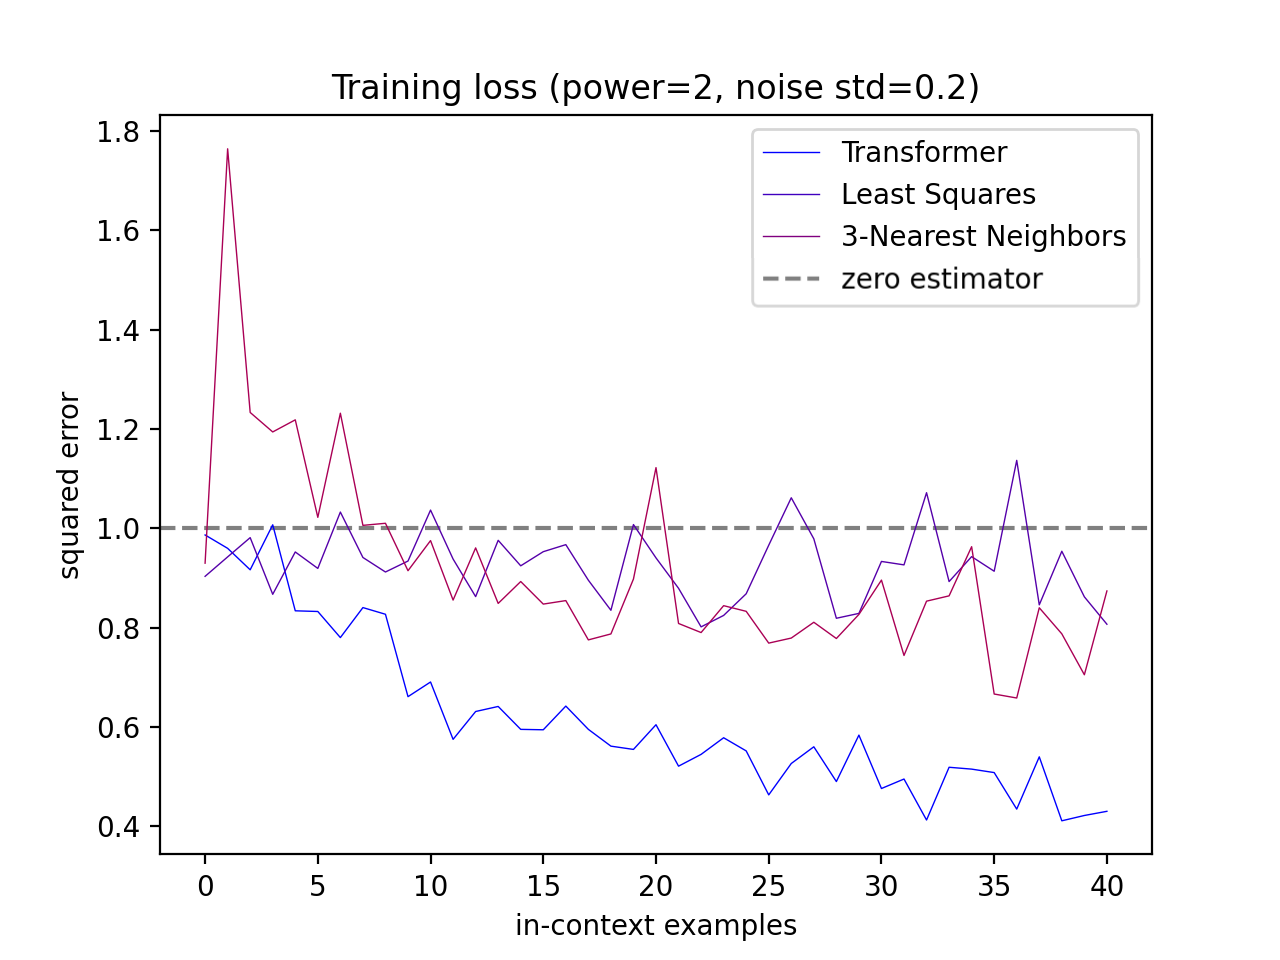 Training loss (power=2, noise std=0.2)
1.8
1.6
1.4
1.2
1.0
0.8
0.6
0.4
squared error
Transformer
Least Squares
3-Nearest Neighbors
zero estimator
0 5 10 15 20 25 30 35 40
in-context examples